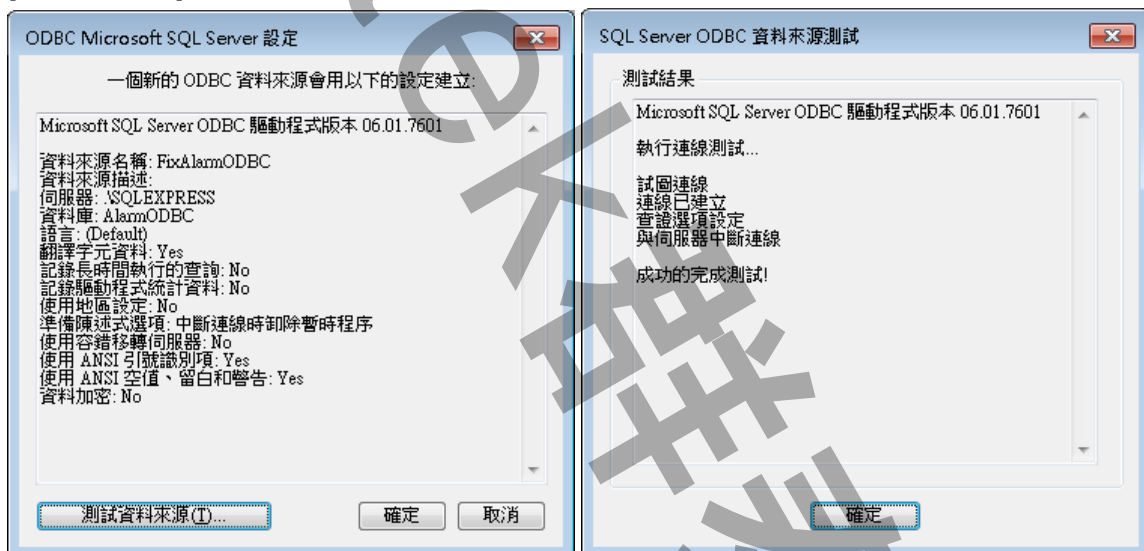 ODBC Microsoft SQL Server 設定
一個新的 ODBC 資料來源會用以下的設定建立:
Microsoft SQL Server ODBC 驅動程式版本 06.01.7601
資料來源名稱: FixAlarmODBC
資料來源描述:
伺服器: .\SQLEXPRESS
資料庫: AlarmODBC
語言: (Default)
翻譯字元資料: Yes
記錄長時間執行的查詢: No
記錄驅動程式統計資料: No
使用地區設定: No
準備陳述式選項: 中斷連線時卸除暫時程序
使用容錯移轉伺服器: No
使用 ANSI 引號識別項: Yes
使用 ANSI 空值、留白和警告: Yes
資料加密: No
測試資料來源(T)...
確定
取消
SQL Server ODBC 資料來源測試
測試結果
Microsoft SQL Server ODBC 驅動程式版本 06.01.7601
執行連線測試...
試圖連線
連線已建立
查證選項設定
與伺服器中斷連線
成功的完成測試!
確定